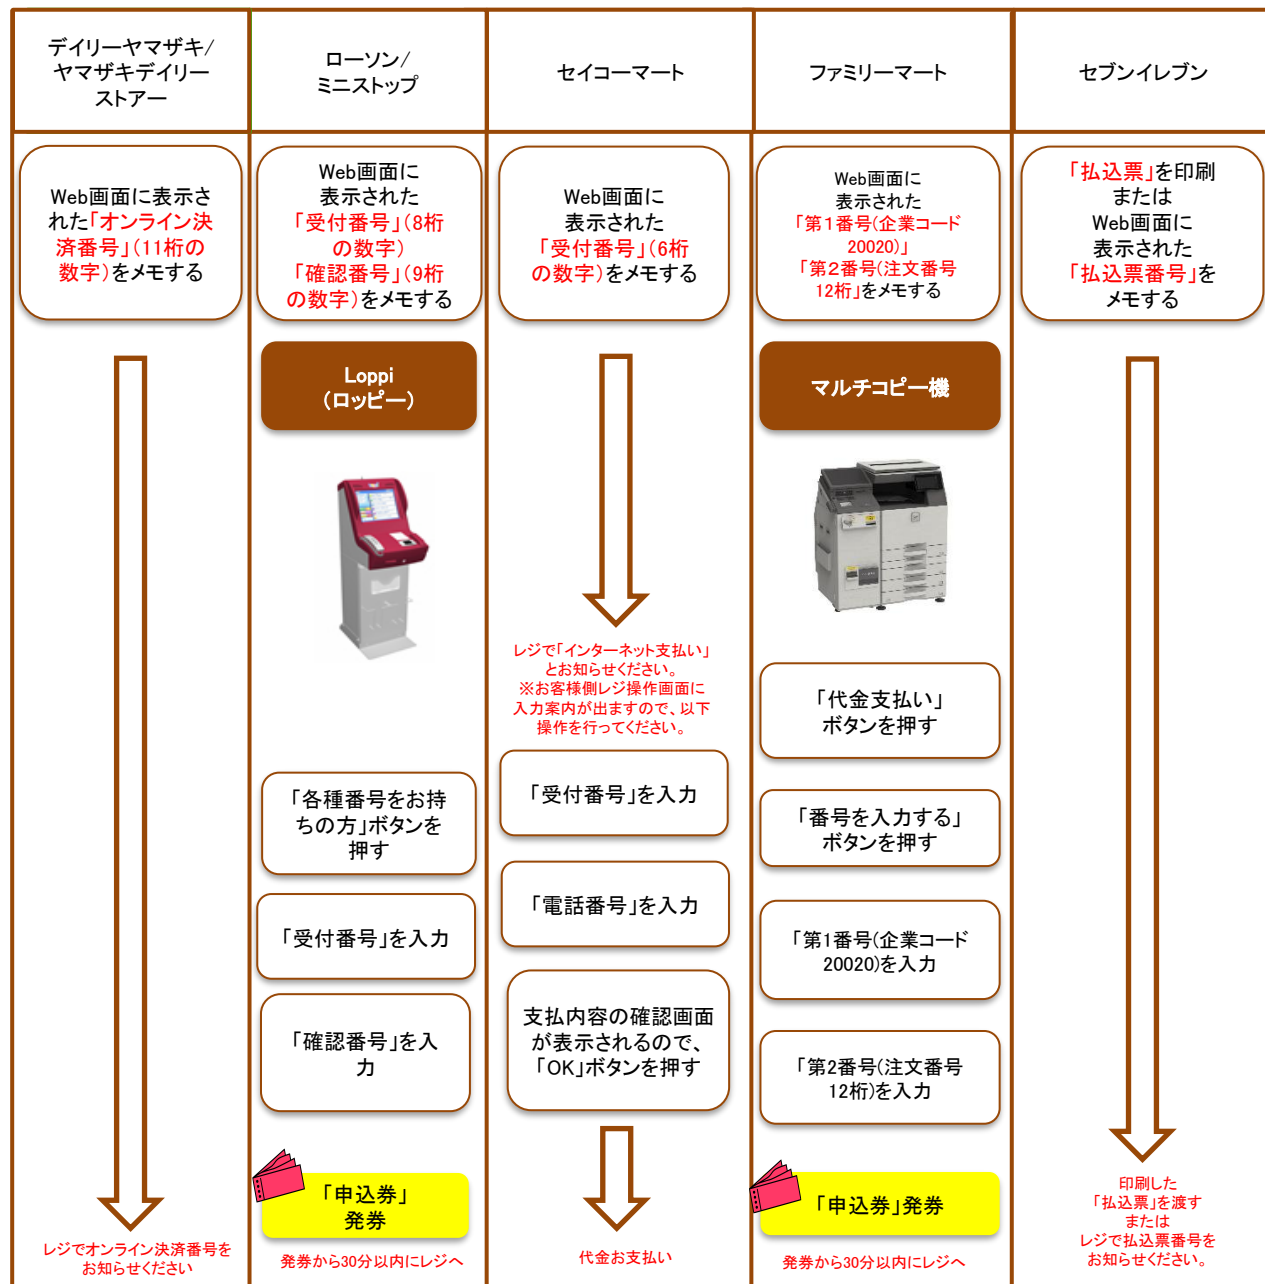 デイリーヤマザキ/
ヤマザキデイリー
ストアー
ローソン/
ミニストップ
セイコーマート
ファミリーマート
セブンイレブン
Web画面に表示さ
れた「オンライン決
済番号」(11桁の
数字)をメモする
Web画面に
表示された
「受付番号」(8桁
の数字)
「確認番号」(9桁
の数字)をメモする
Web画面に
表示された
「受付番号」(6桁
の数字)をメモする
Web画面に
表示された
「第1番号(企業コード
20020)」
「第2番号(注文番号
12桁」をメモする
「払込票」を印刷
または
Web画面に
表示された
「払込票番号」を
メモする
Loppi
(ロッピー)
マルチコピー機
レジで「インターネット支払い」
とお知らせください。
※お客様側レジ操作画面に
入力案内が出ますので、以下
操作を行ってください。
「各種番号をお持
ちの方」ボタンを
押す
「受付番号」を入力
「確認番号」を入
力
「受付番号」を入力
「電話番号」を入力
支払内容の確認画面
が表示されるので、
「OK」ボタンを押す
「代金支払い」
ボタンを押す
「番号を入力する」
ボタンを押す
「第1番号(企業コード
20020)を入力
「第2番号(注文番号
12桁)を入力
レジでオンライン決済番号を
お知らせください
「申込券」
発券
発券から30分以内にレジへ
代金お支払い
「申込券」発券
発券から30分以内にレジへ
印刷した
「払込票」を渡す
または
レジで払込票番号を
お知らせください。